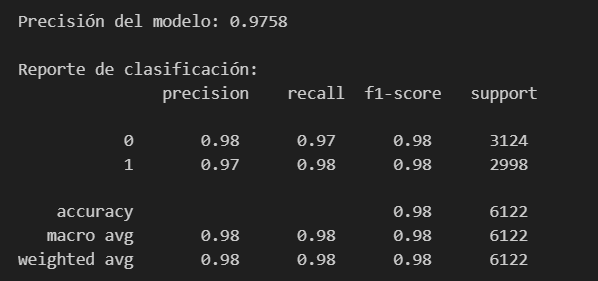 Precisión del modelo: 0.9758
Reporte de clasificación:
precision recall f1-score support
0 0.98 0.97 0.98 3124
1 0.97 0.98 0.98 2998
accuracy 0.98 6122
macro avg 0.98 0.98 0.98 6122
weighted avg 0.98 0.98 0.98 6122